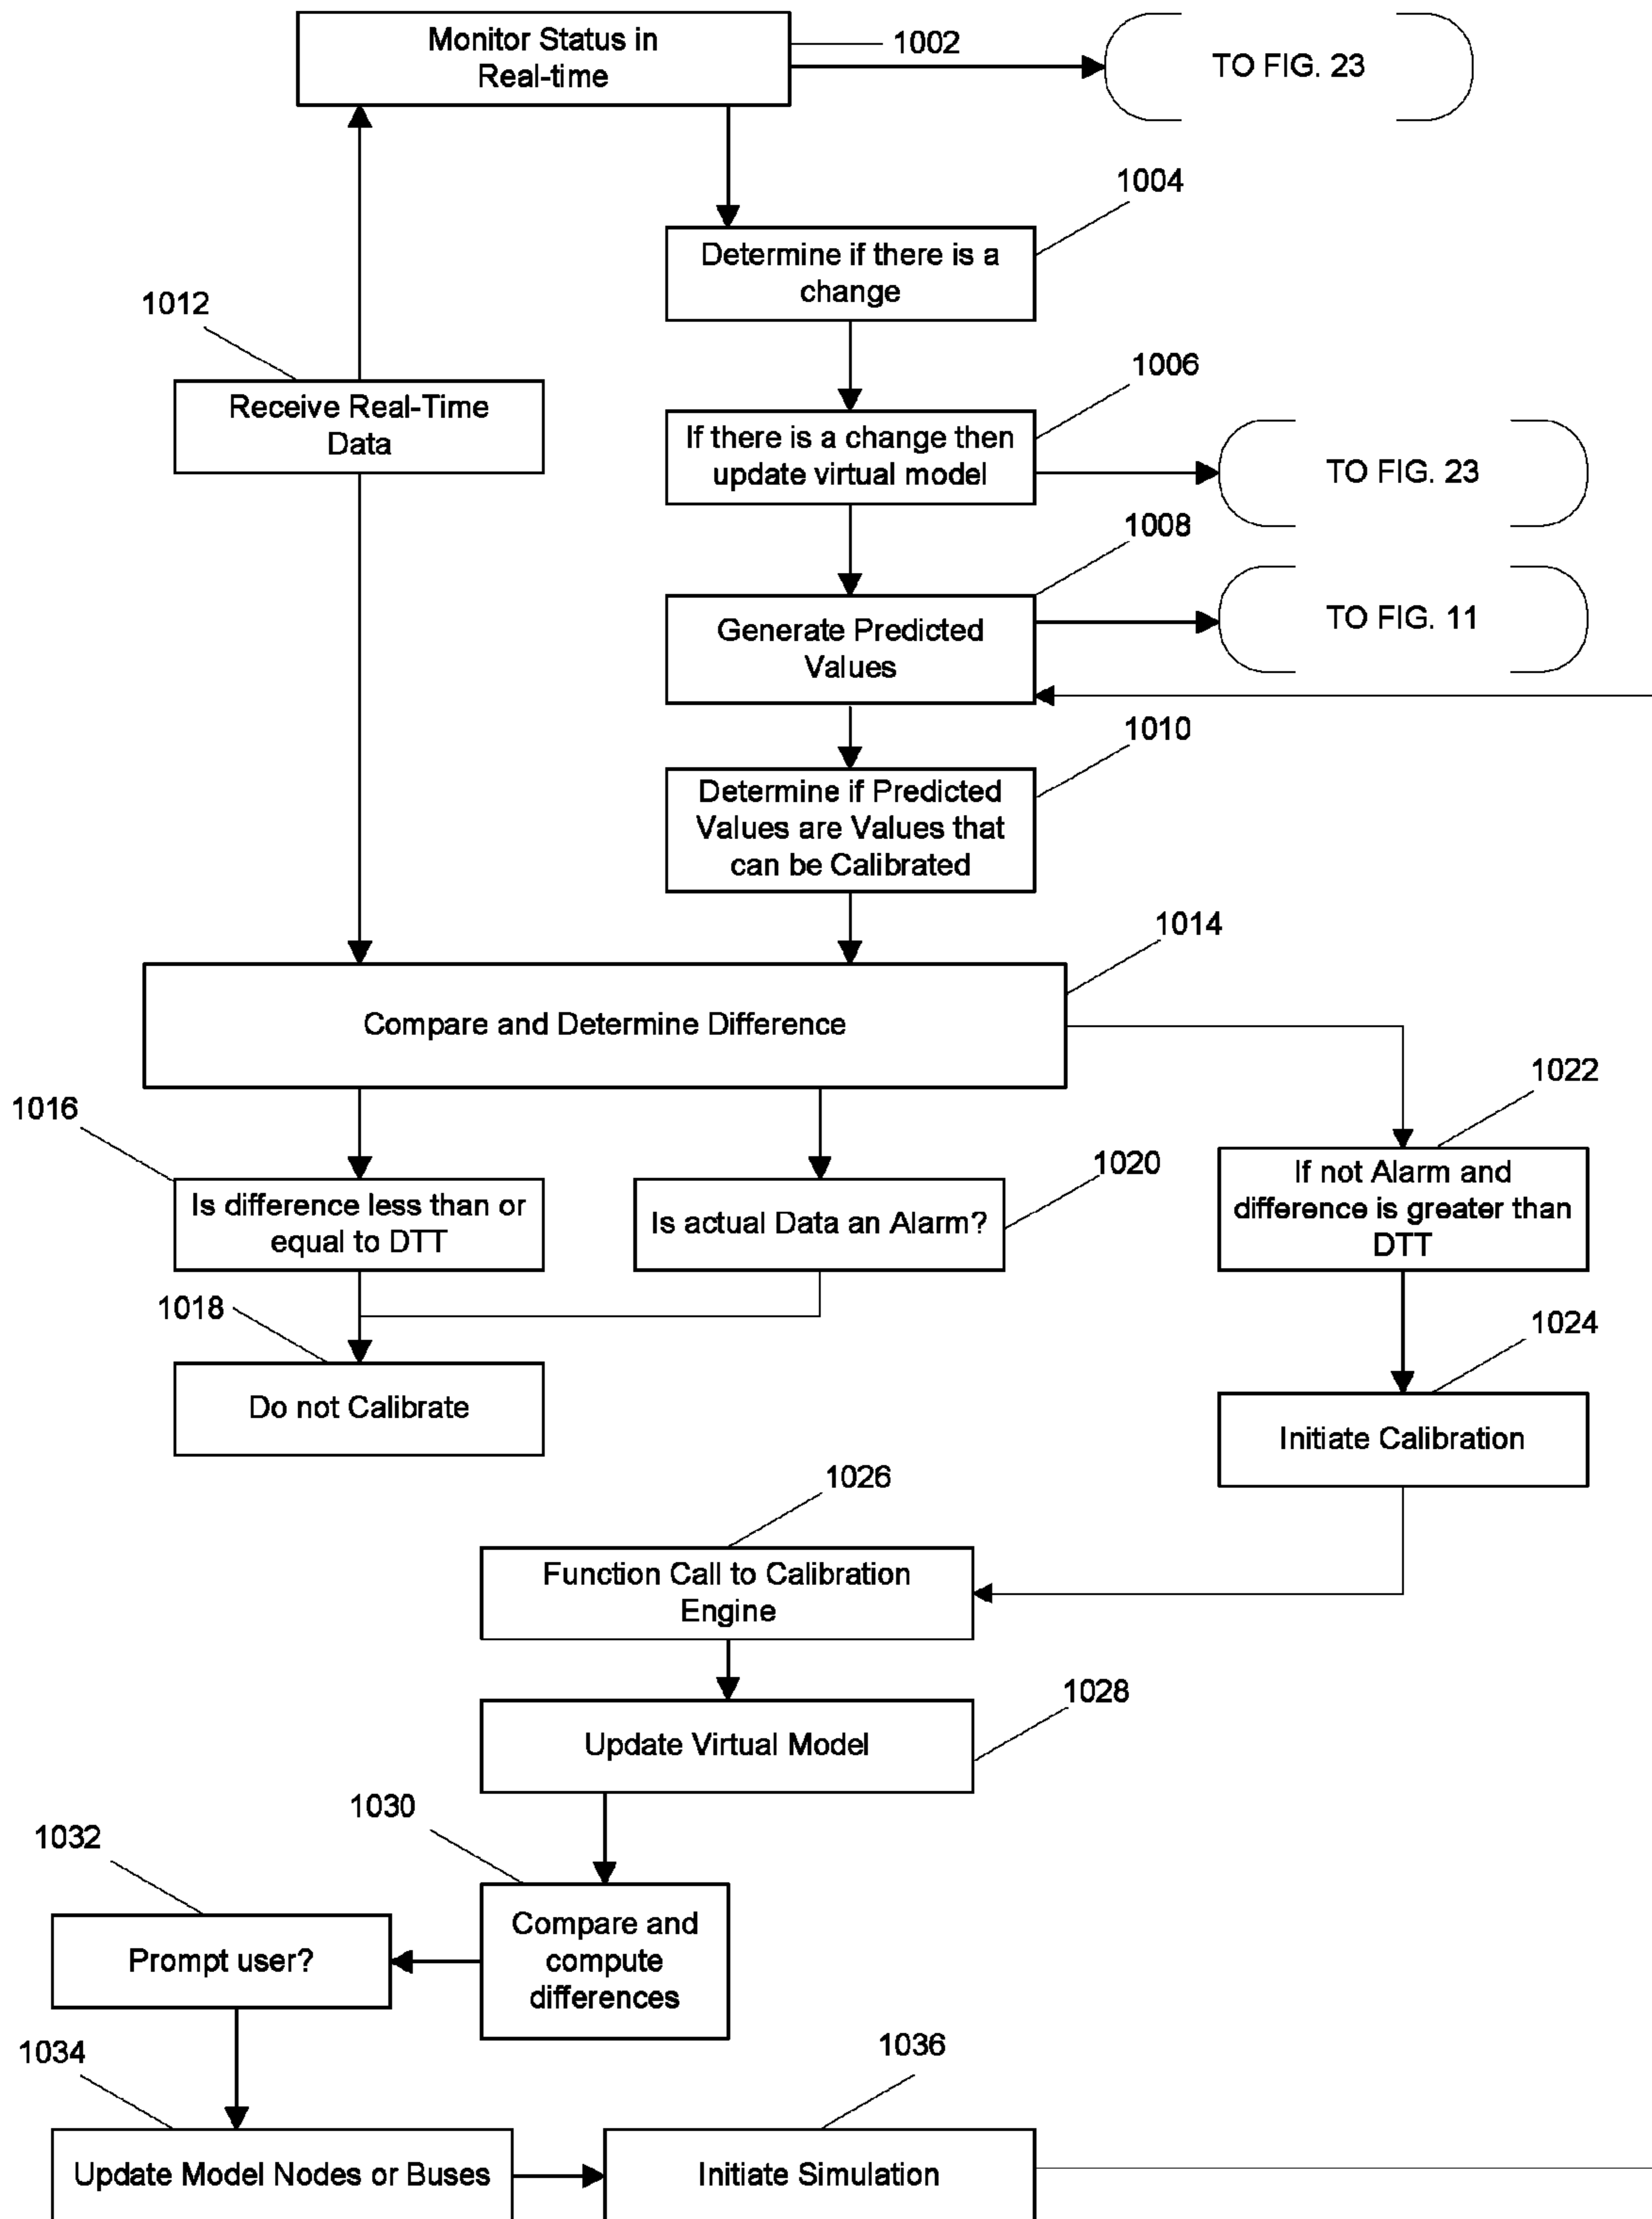 Monitor Status in
Real-time
1002
TO FIG. 23
1004
Determine if there is a
change
1012
Receive Real-Time
Data
1006
If there is a change then
update virtual model
TO FIG. 23
1008
Generate Predicted
Values
TO FIG. 11
1010
Determine if Predicted
Values are Values that
can be Calibrated
1014
Compare and Determine Difference
1016
Is difference less than or
equal to DTT
1020
Is actual Data an Alarm?
1022
If not Alarm and
difference is greater than
DTT
1018
Do not Calibrate
1024
Initiate Calibration
1026
Function Call to Calibration
Engine
1028
Update Virtual Model
1030
Compare and
compute
differences
1032
Prompt user?
1034
Update Model Nodes or Buses
1036
Initiate Simulation